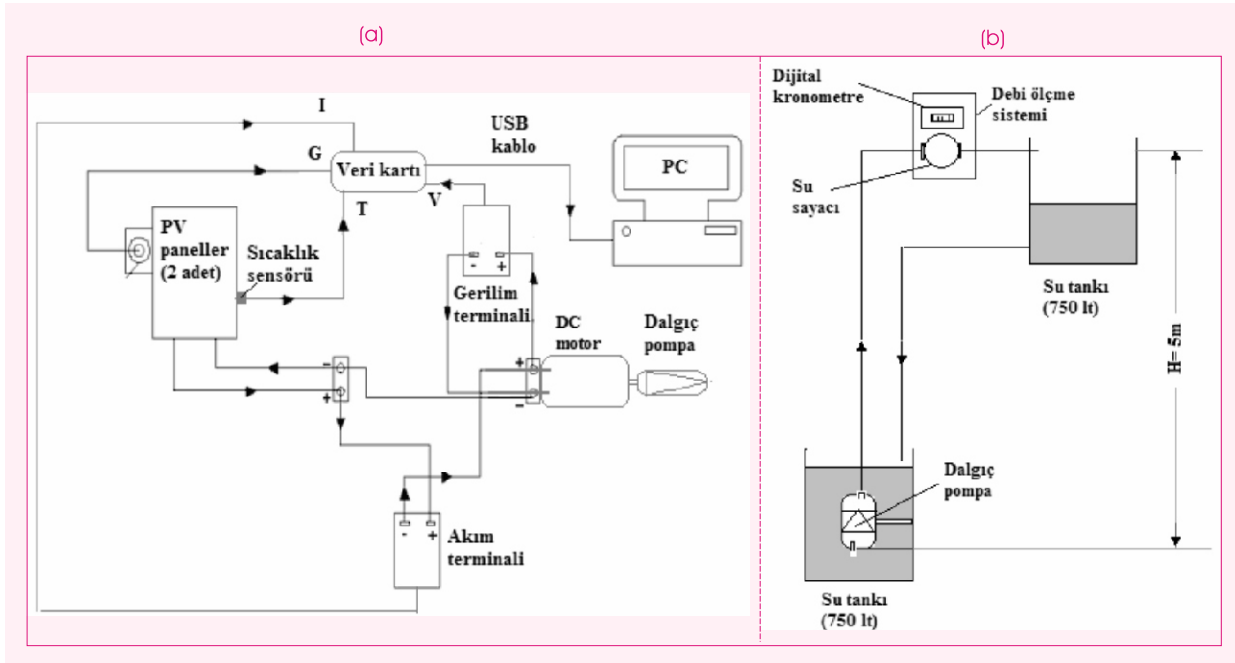 (a)
I
G
Veri kartı
T
V
USB
kablo
PC
PV
paneller
(2 adet)
Sıcaklık
sensörü
- +
Gerilim
terminali
DC
motor
Dalgıç
pompa
-
+
+
-
- +
Akım
terminali
(b)
Dijital
kronometre
Debi ölçme
sistemi
Su
sayacı
Su tankı
(750 lt)
H= 5m
Dalgıç
pompa
Su tankı
(750 lt)